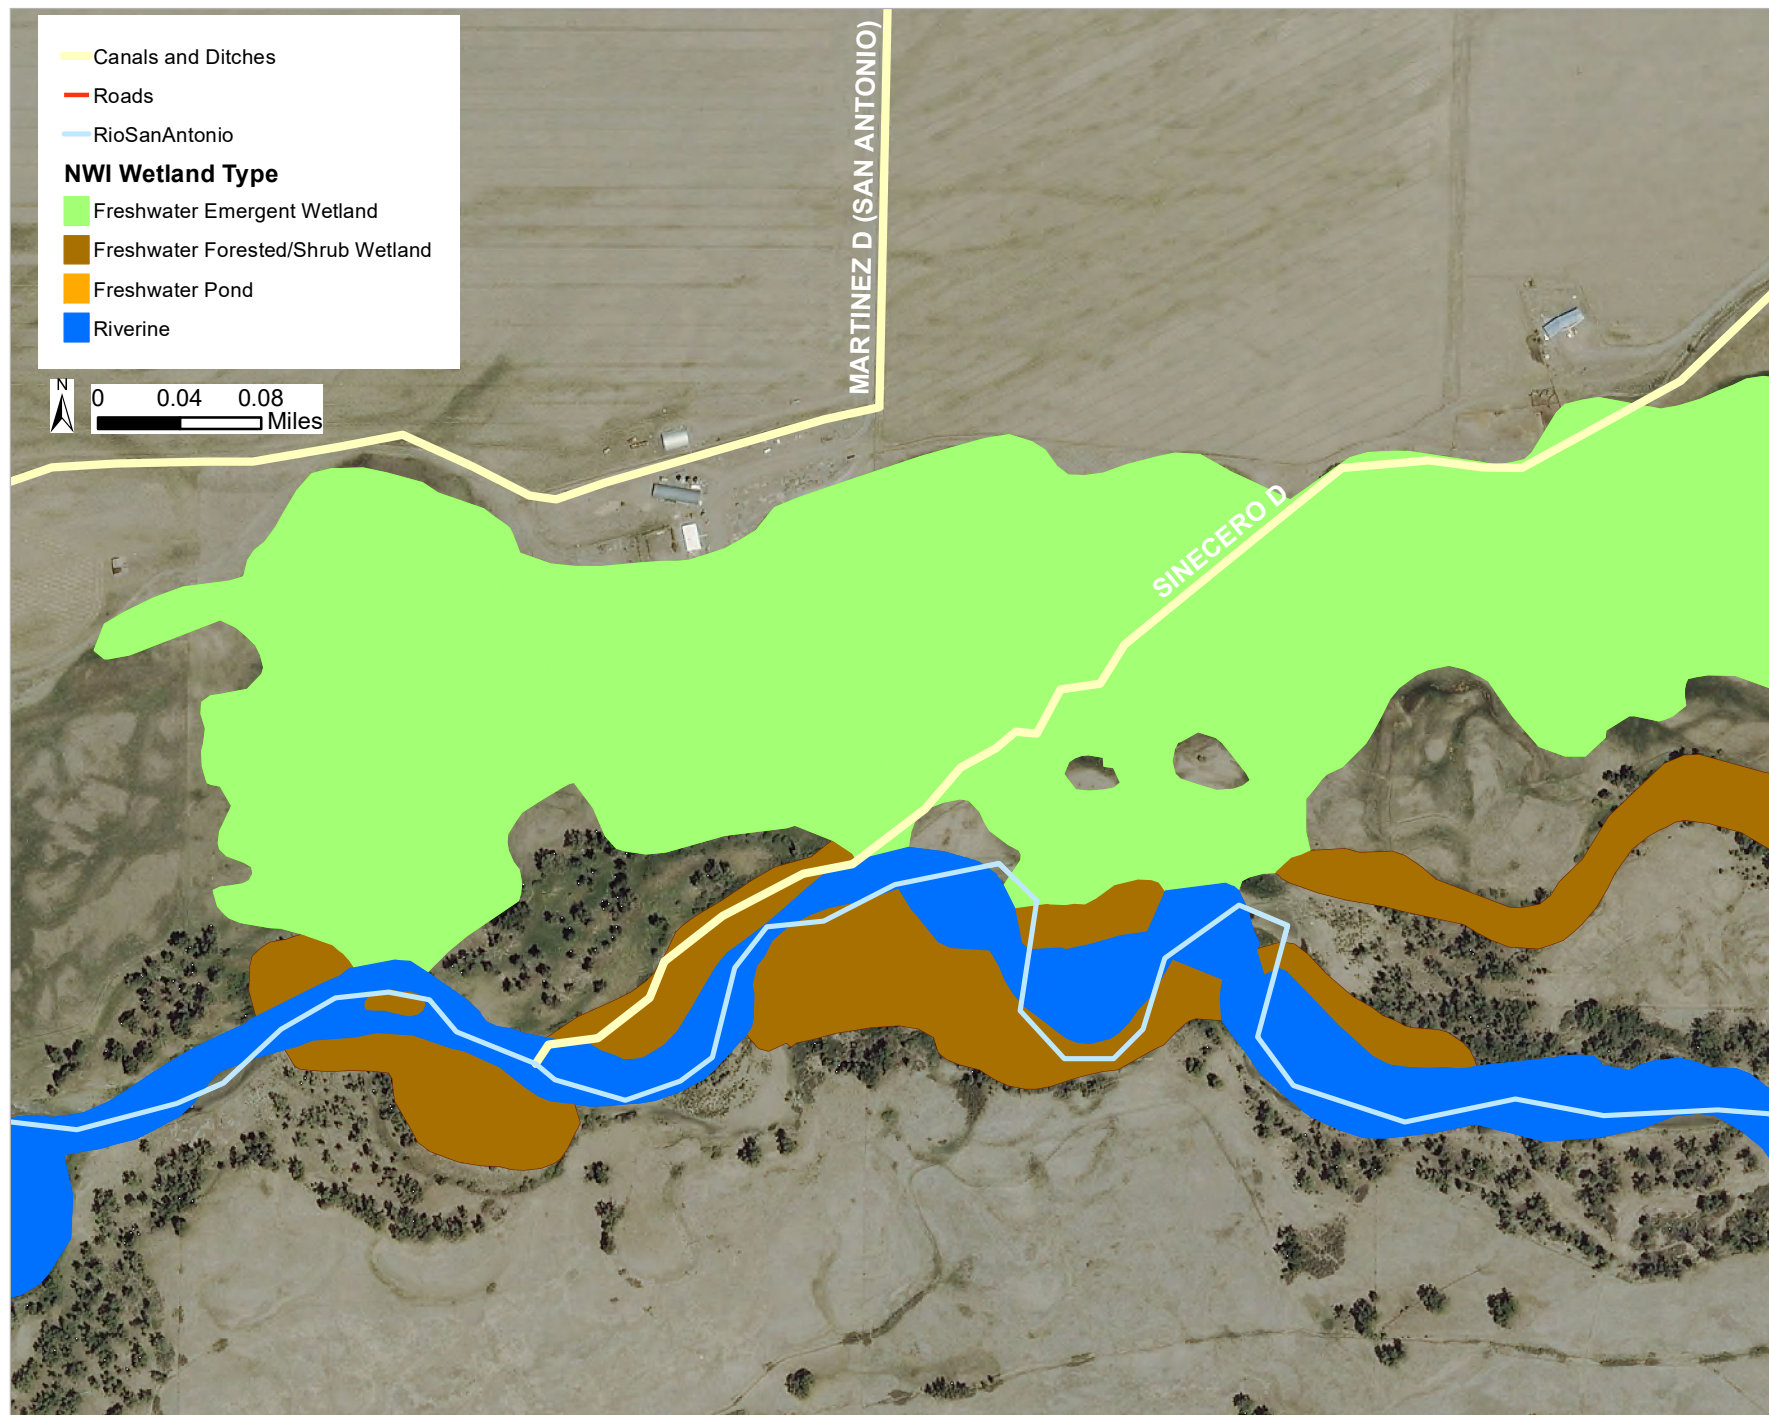 Canals and Ditches
Roads
RioSanAntonio
NWI Wetland Type
Freshwater Emergent Wetland
Freshwater Forested/Shrub Wetland
Freshwater Pond
Riverine
N
0 0.04 0.08
Miles
MARTINEZ D (SAN ANTONIO)
SINECERO D